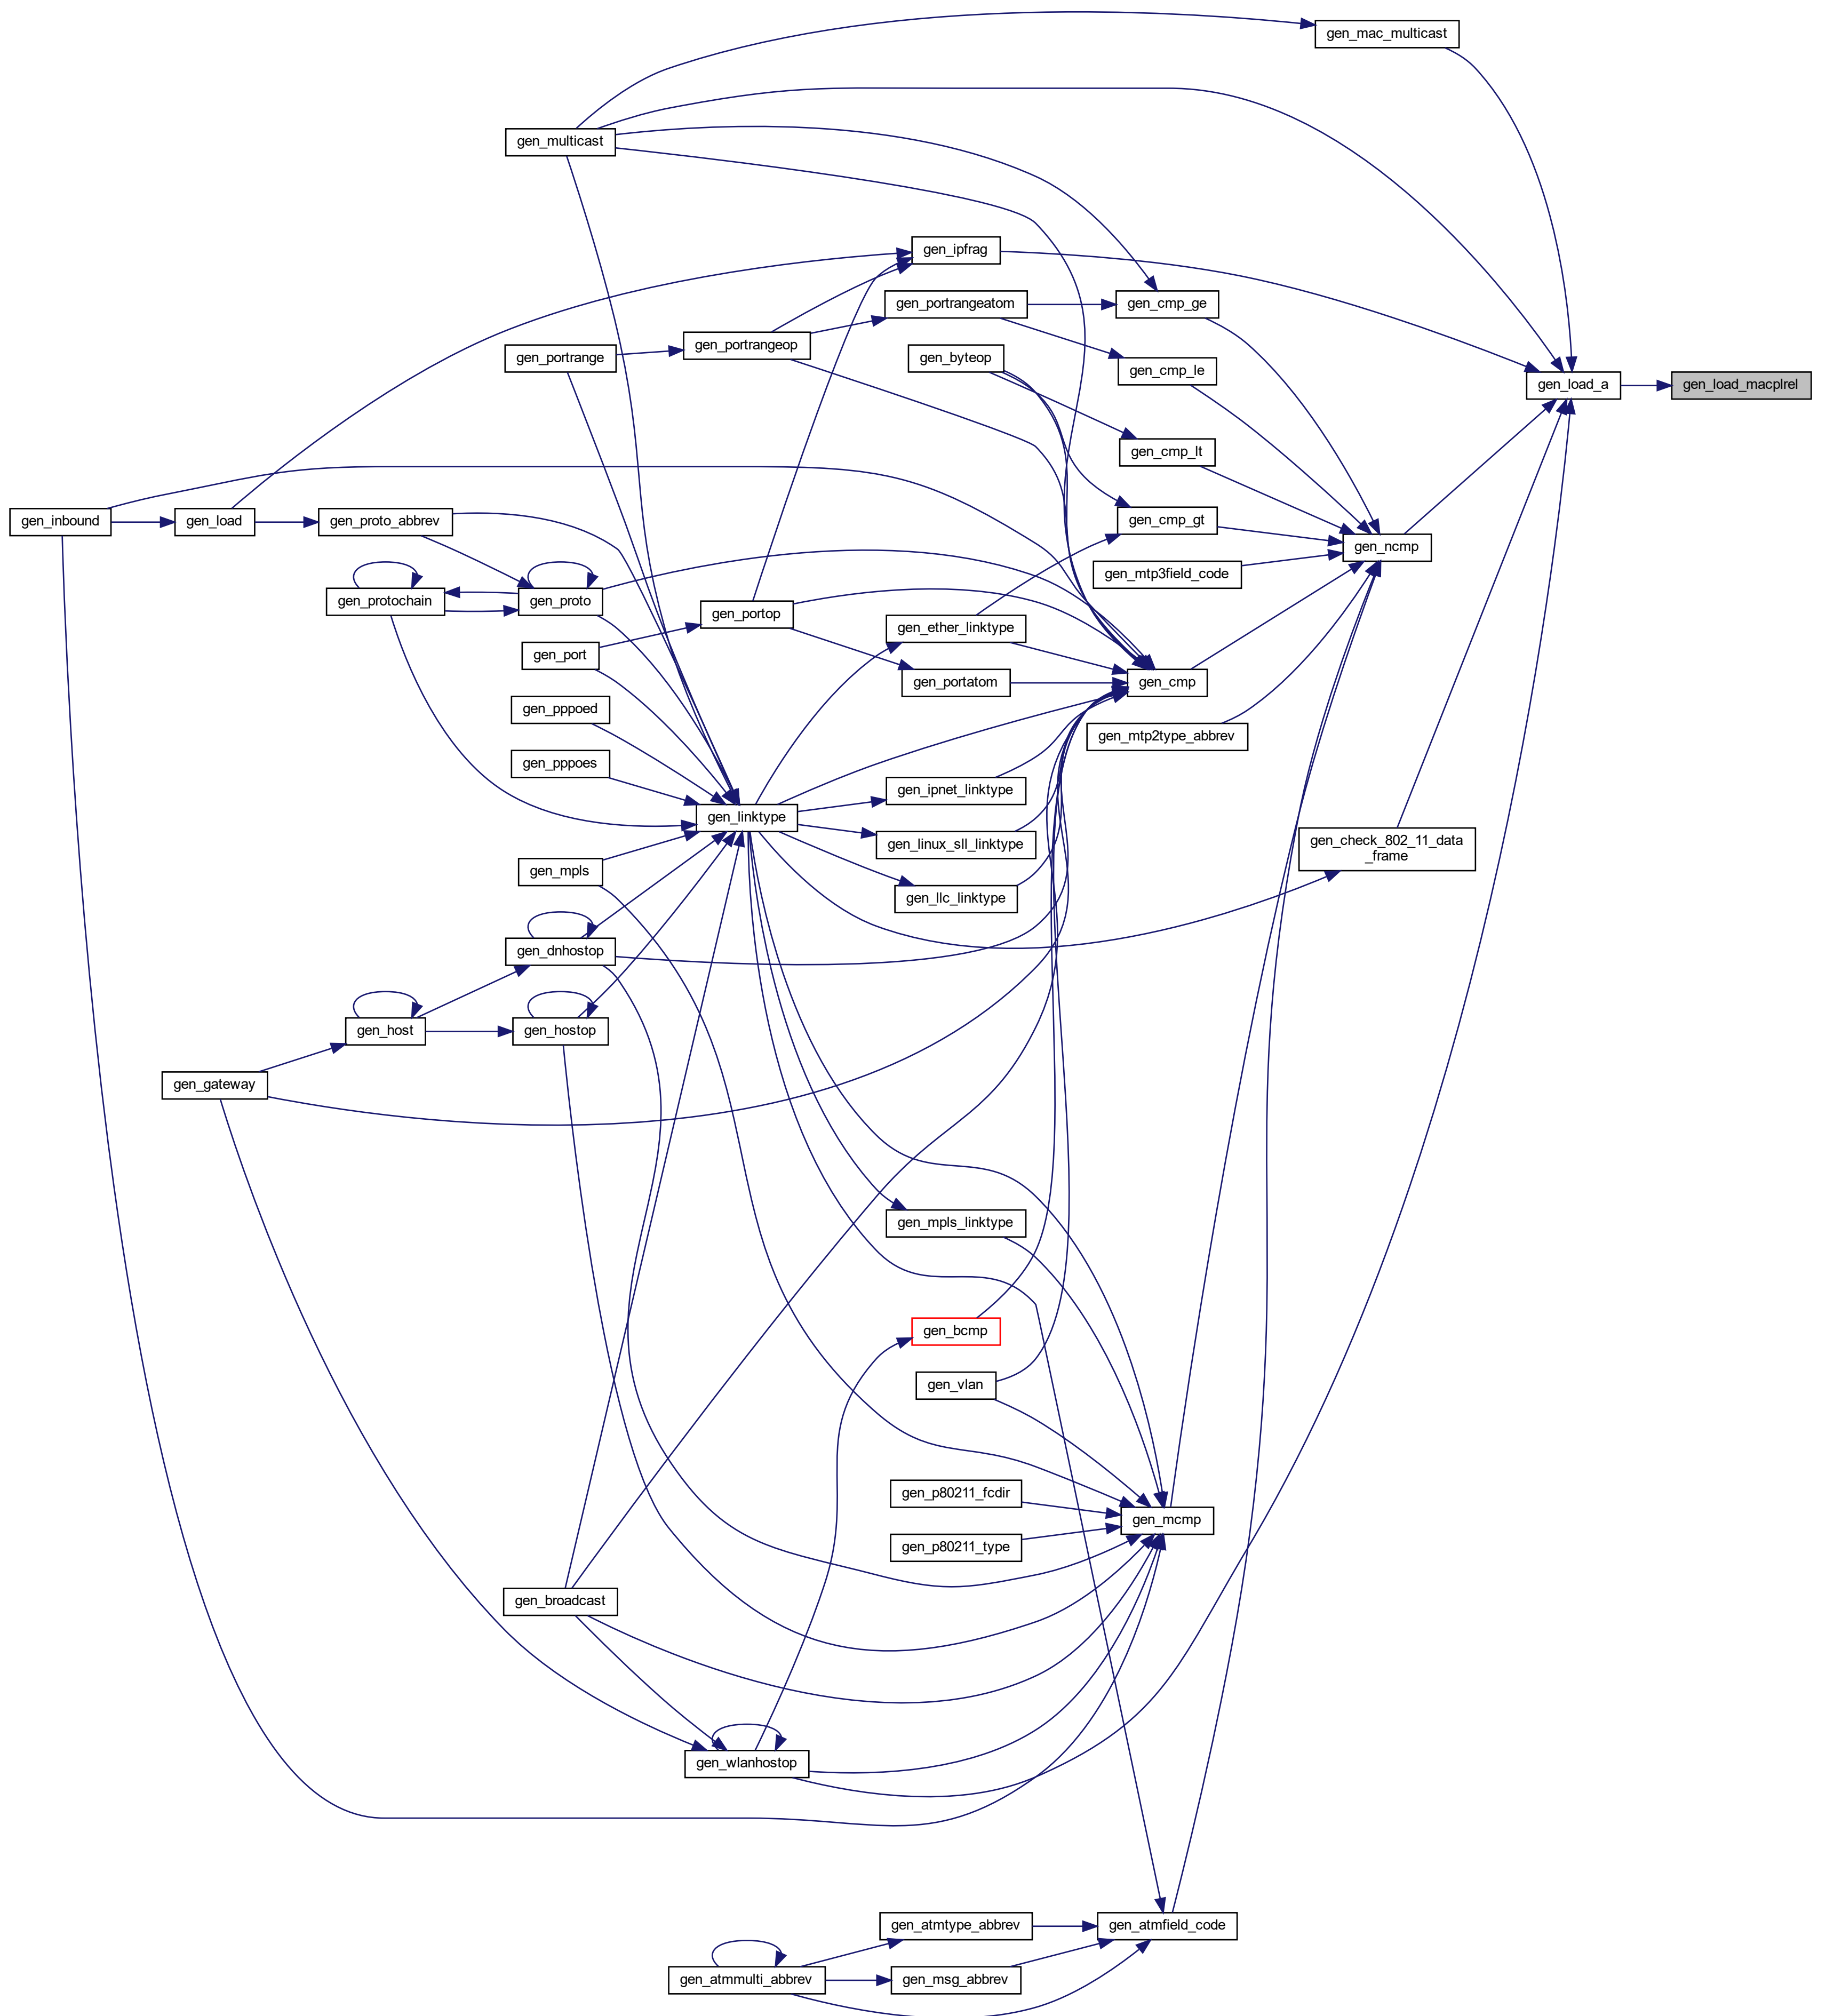 gen_mac_multicast
gen_multicast
gen_ipfrag
gen_portrangeatom
gen_cmp_ge
gen_portrange
gen_portrangeop
gen_byteop
gen_cmp_le
gen_load_a
gen_load_macplrel
gen_cmp_lt
gen_inbound
gen_load
gen_proto_abbrev
gen_cmp_gt
gen_ncmp
gen_mtp3field_code
gen_protochain
gen_proto
gen_portop
gen_ether_linktype
gen_port
gen_portatom
gen_cmp
gen_pppoed
gen_mtp2type_abbrev
gen_pppoes
gen_ipnet_linktype
gen_linktype
gen_linux_sll_linktype
gen_check_802_11_data
_frame
gen_mpls
gen_llc_linktype
gen_dnhostop
gen_host
gen_hostop
gen_gateway
gen_mpls_linktype
gen_bcmp
gen_vlan
gen_p80211_fcdir
gen_mcmp
gen_p80211_type
gen_broadcast
gen_wlanhostop
gen_atmtype_abbrev
gen_atmfield_code
gen_atmmulti_abbrev
gen_msg_abbrev